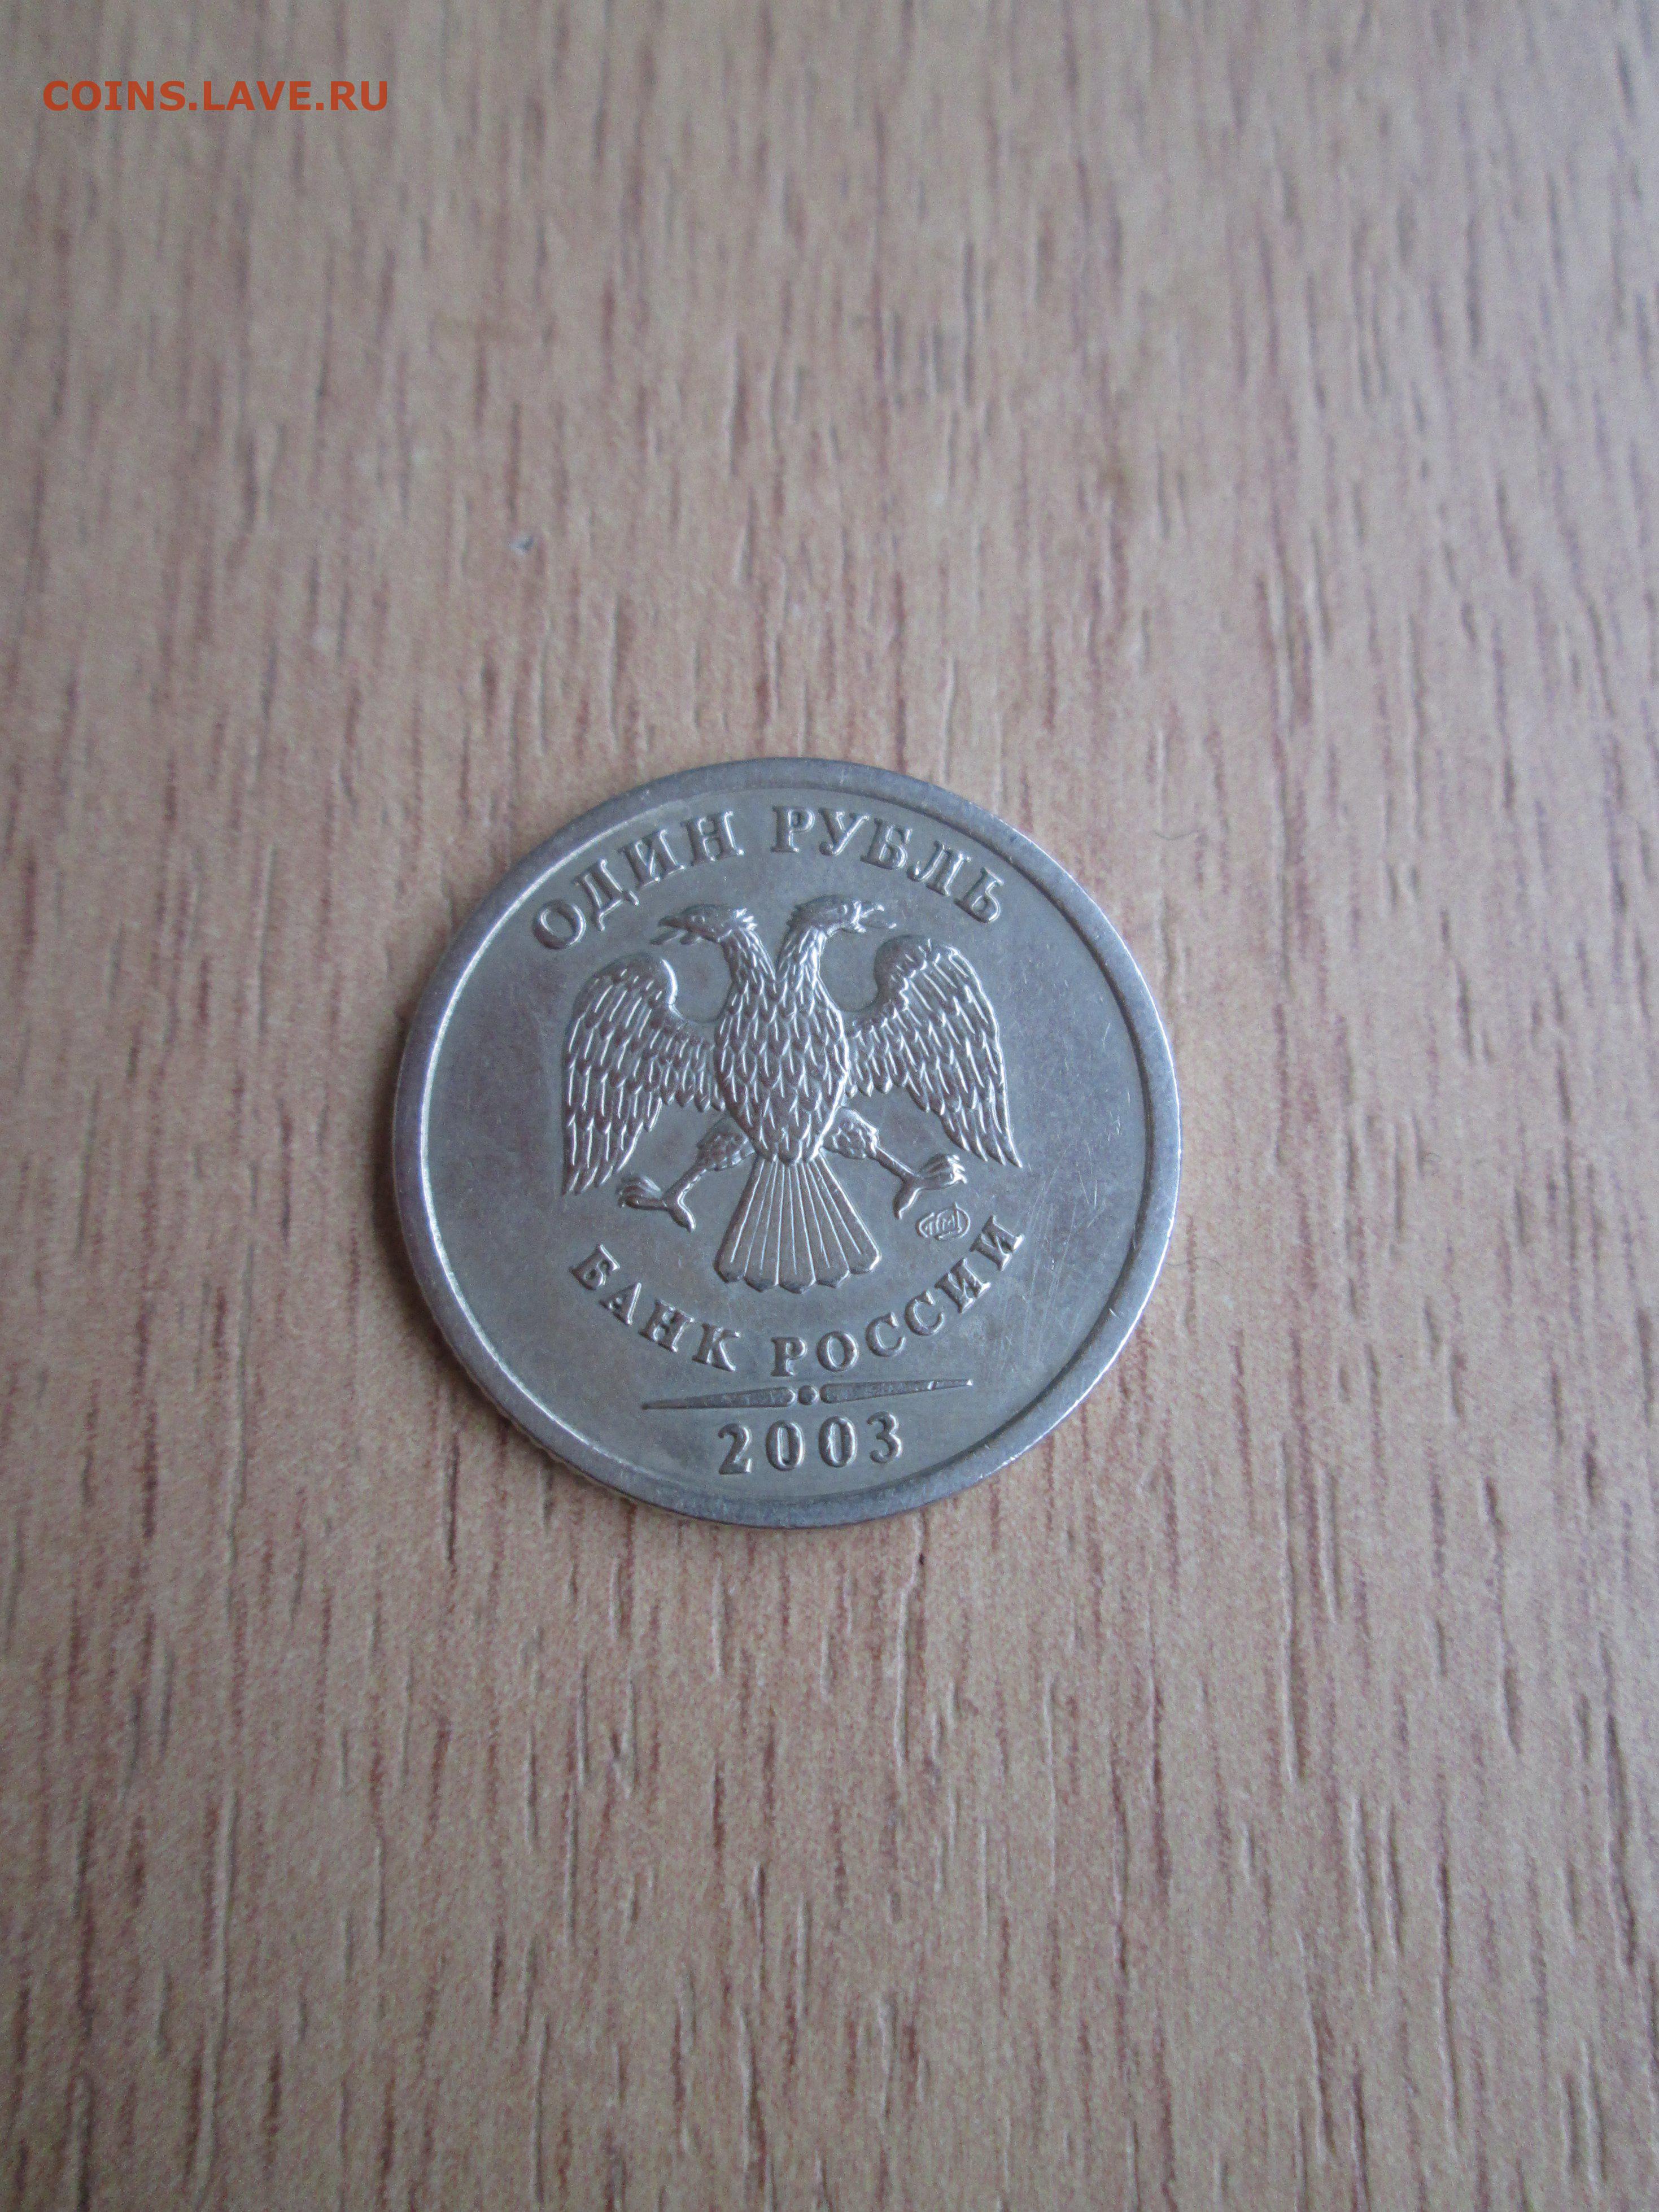 COINS.LAVE.RU
ОДИН РУБЛЬ
БАНК РОССИИ
2003